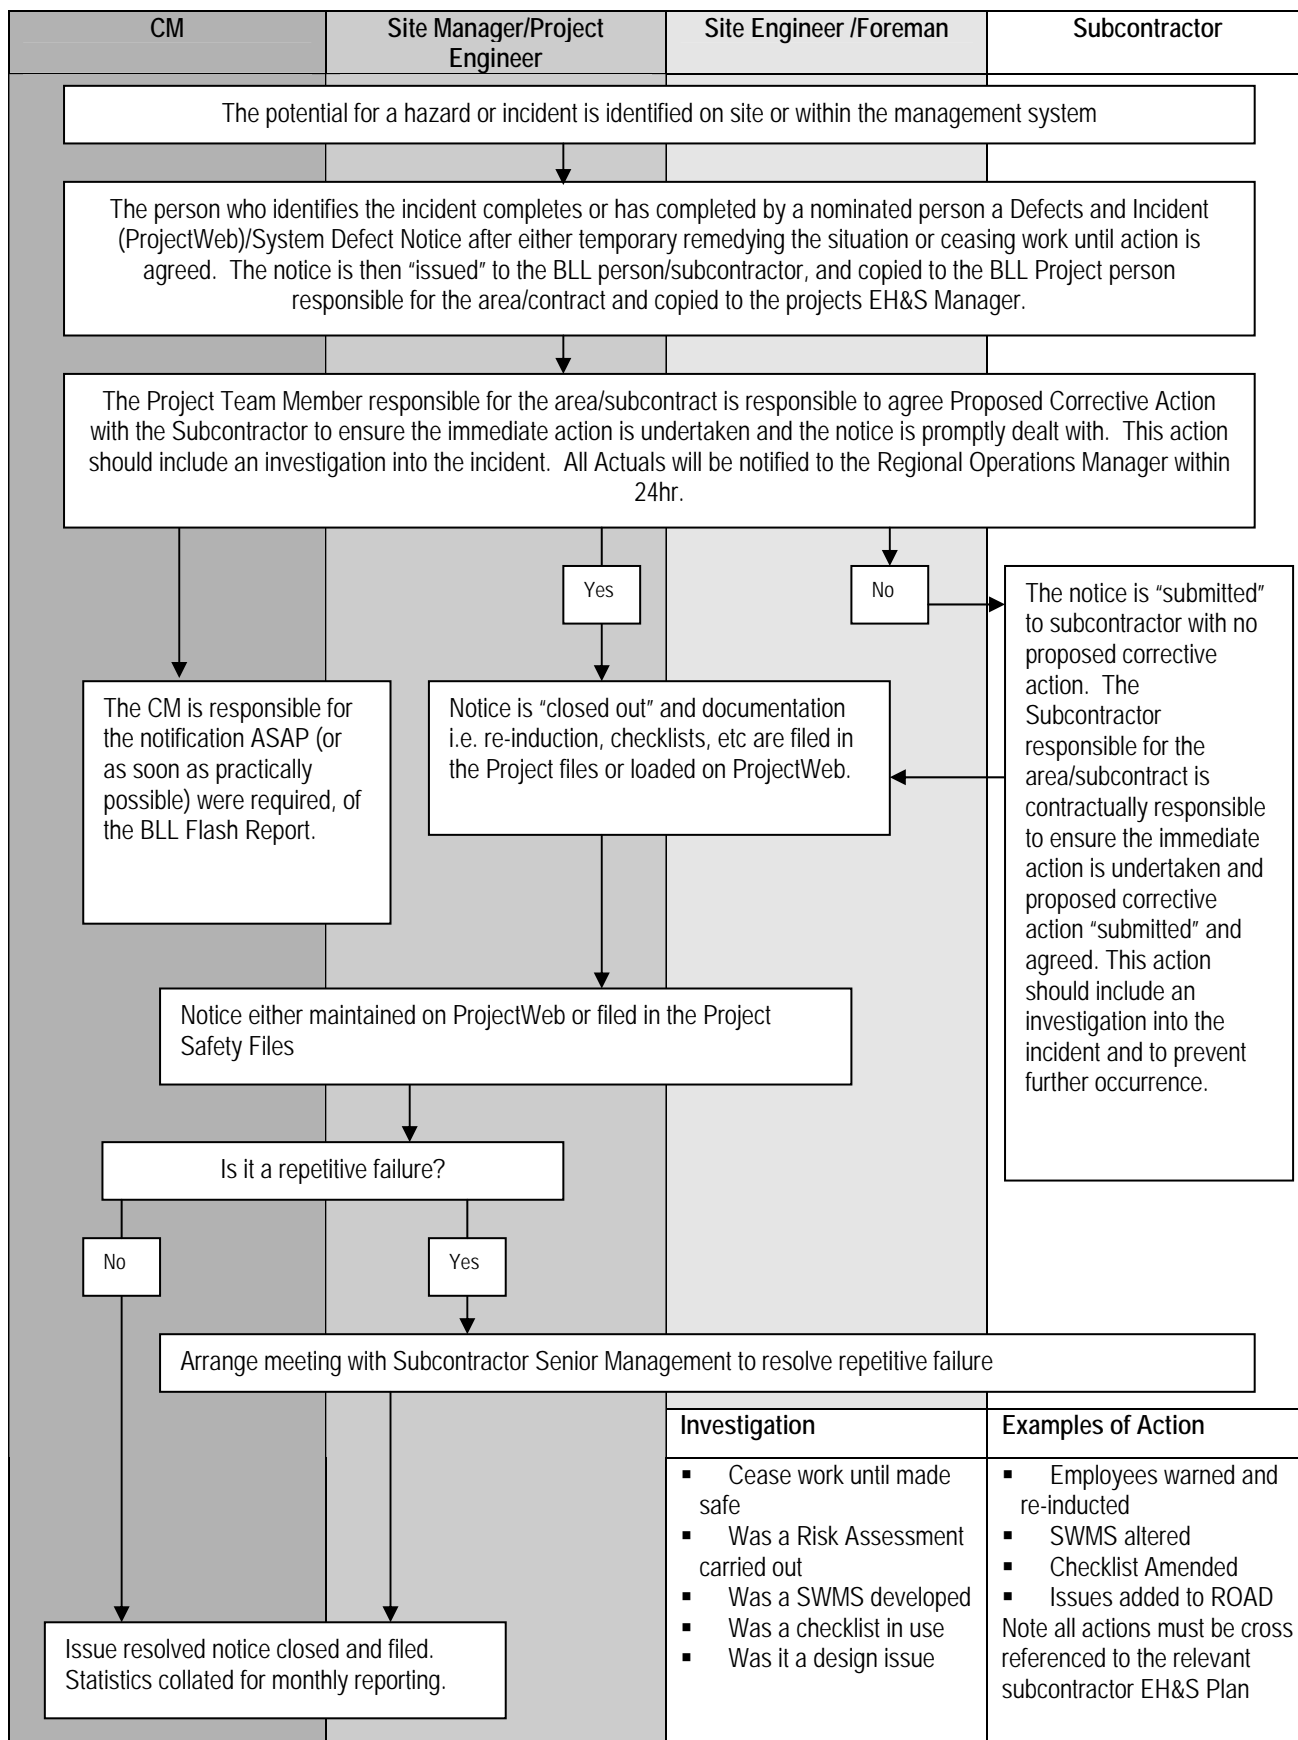 CM
Site Manager/Project
Engineer
Site Engineer /Foreman
Subcontractor
The potential for a hazard or incident is identified on site or within the management system
The person who identifies the incident completes or has completed by a nominated person a Defects and Incident
(ProjectWeb)/System Defect Notice after either temporary remedying the situation or ceasing work until action is
agreed. The notice is then “issued” to the BLL person/subcontractor, and copied to the BLL Project person
responsible for the area/contract and copied to the projects EH&S Manager.
The Project Team Member responsible for the area/subcontract is responsible to agree Proposed Corrective Action
with the Subcontractor to ensure the immediate action is undertaken and the notice is promptly dealt with. This action
should include an investigation into the incident. All Actuals will be notified to the Regional Operations Manager within
24hr.
Yes
No
The CM is responsible for
the notification ASAP (or
as soon as practically
possible) were required, of
the BLL Flash Report.
Notice is “closed out” and documentation
i.e. re-induction, checklists, etc are filed in
the Project files or loaded on ProjectWeb.
The notice is “submitted”
to subcontractor with no
proposed corrective
action. The
Subcontractor
responsible for the
area/subcontract is
contractually responsible
to ensure the immediate
action is undertaken and
proposed corrective
action “submitted” and
agreed. This action
should include an
investigation into the
incident and to prevent
further occurrence.
Notice either maintained on ProjectWeb or filed in the Project
Safety Files
Is it a repetitive failure?
No
Yes
Arrange meeting with Subcontractor Senior Management to resolve repetitive failure
Investigation
▪ Cease work until made
safe
▪ Was a Risk Assessment
carried out
▪ Was a SWMS developed
▪ Was a checklist in use
▪ Was it a design issue
Examples of Action
▪ Employees warned and
re-inducted
▪ SWMS altered
▪ Checklist Amended
▪ Issues added to ROAD
Note all actions must be cross
referenced to the relevant
subcontractor EH&S Plan
Issue resolved notice closed and filed.
Statistics collated for monthly reporting.